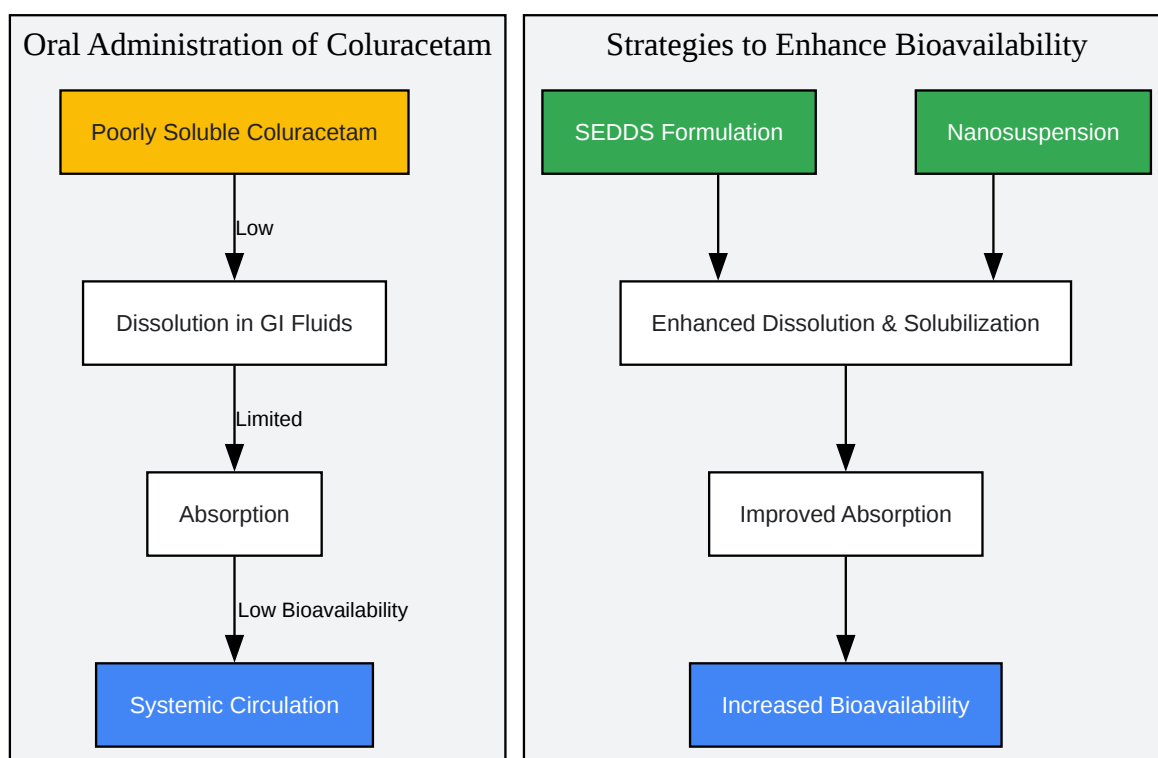 Oral Administration of Coluracetam
Poorly Soluble Coluracetam
Low
Dissolution in GI Fluids
Limited
Absorption
Low Bioavailability
Systemic Circulation
Strategies to Enhance Bioavailability
SEDDS Formulation
Nanosuspension
Enhanced Dissolution & Solubilization
Improved Absorption
Increased Bioavailability